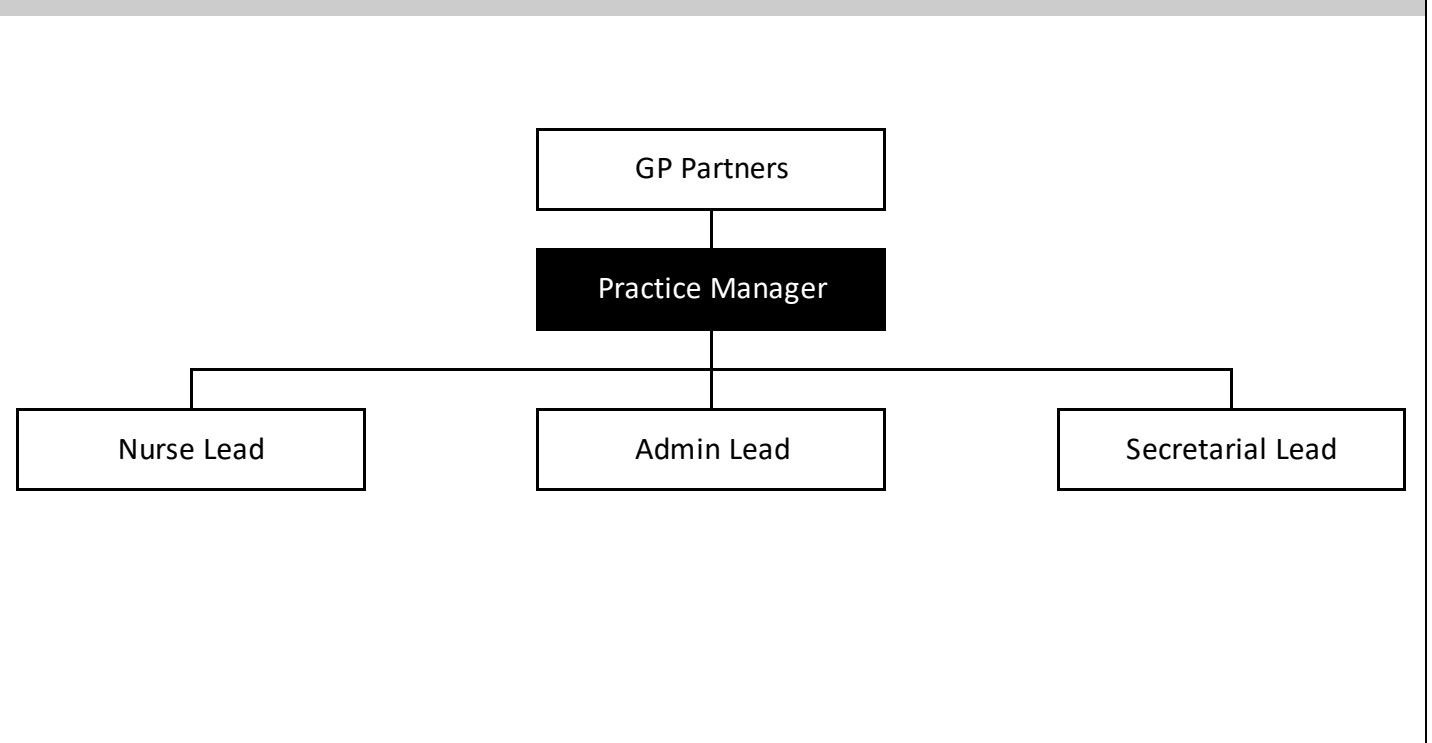 GP Partners
Practice Manager
Nurse Lead
Admin Lead
Secretarial Lead